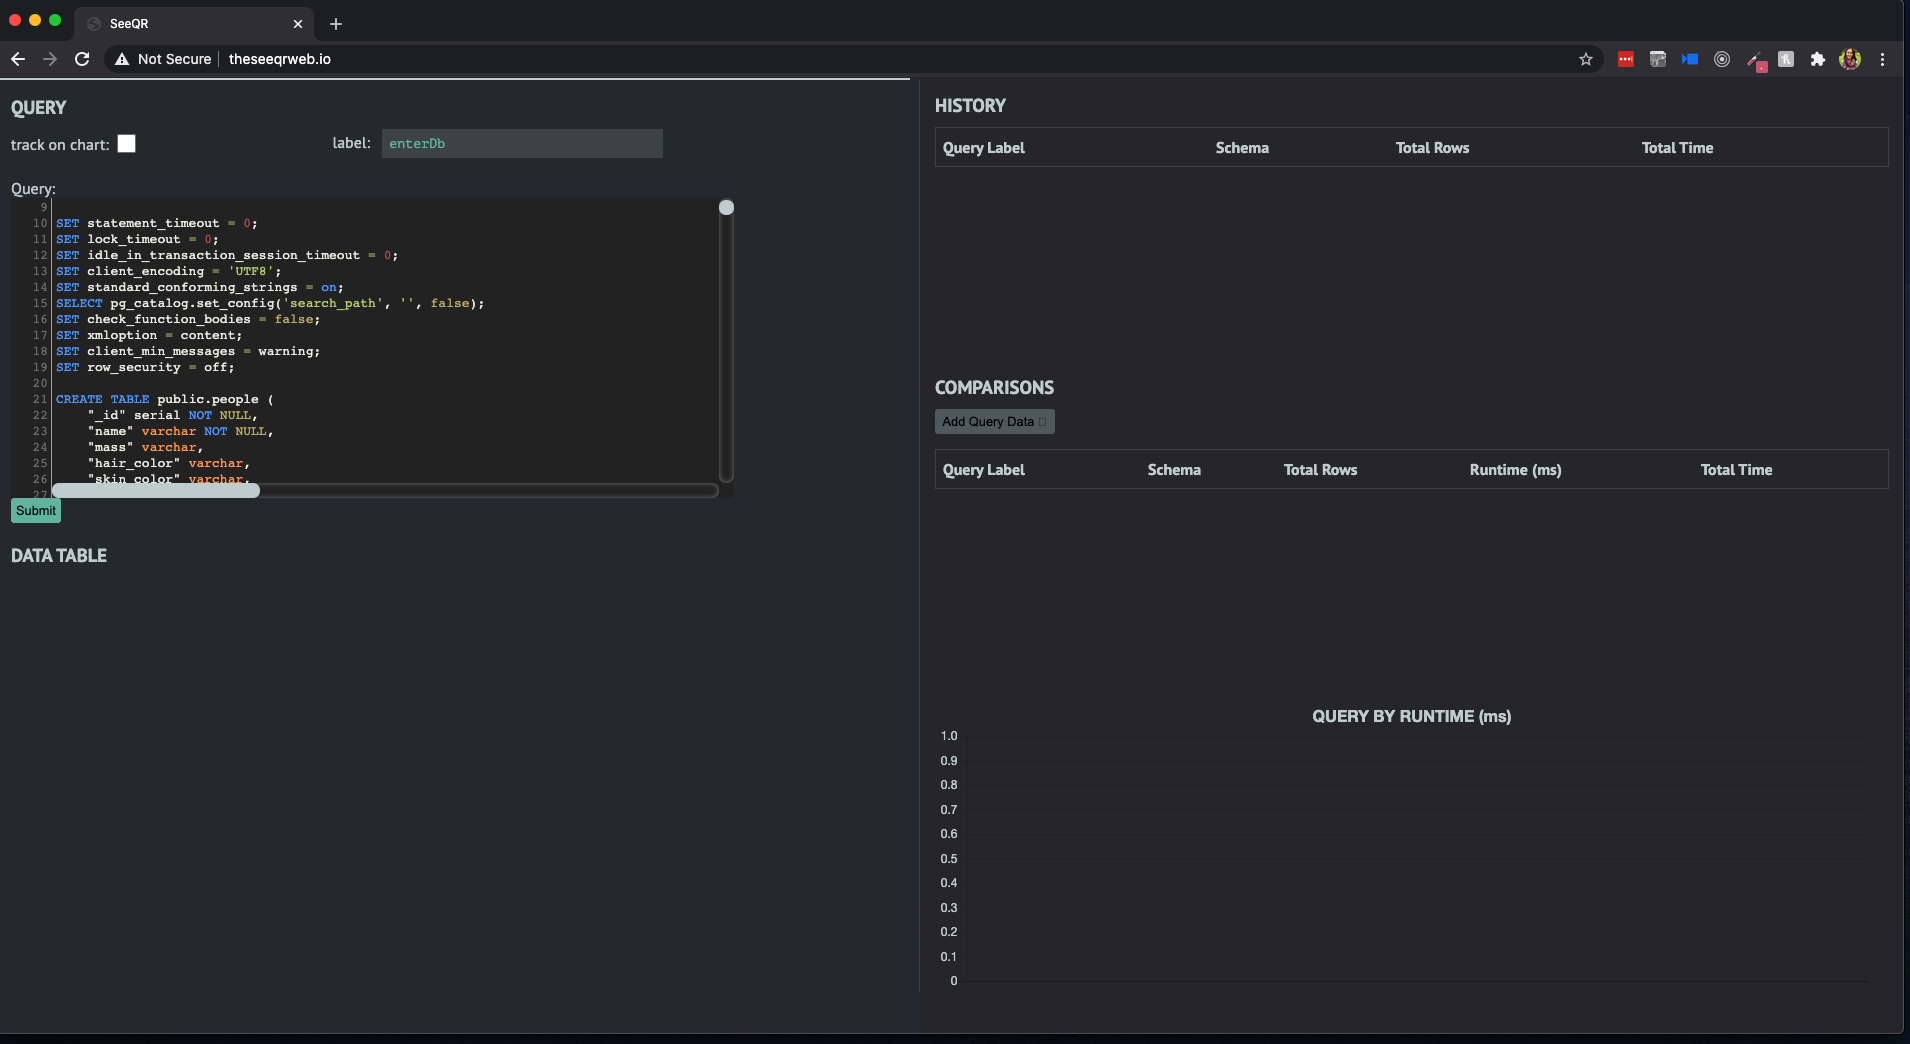 SeeQR
Not Secure
theseeqrweb.io
QUERY
track on chart:
label: enterDb
Query:
9
10 SET statement_timeout = 0;
11 SET lock_timeout = 0;
12 SET idle_in_transaction_session_timeout = 0;
13 SET client_encoding = 'UTF8';
14 SET standard_conforming_strings = on;
15 SELECT pg_catalog.set_config('search_path', '', false);
16 SET check_function_bodies = false;
17 SET xmloption = content;
18 SET client_min_messages = warning;
19 SET row_security = off;
20
21 CREATE TABLE public.people (
22 "_id" serial NOT NULL,
23 "name" varchar NOT NULL,
24 "mass" varchar,
25 "hair_color" varchar,
26 "skin_color" varchar,
27
Submit
DATA TABLE
HISTORY
Query Label Schema Total Rows Total Time
COMPARISONS
Add Query Data
Query Label Schema Total Rows Runtime (ms) Total Time
QUERY BY RUNTIME (ms)
1.0
0.9
0.8
0.7
0.6
0.5
0.4
0.3
0.2
0.1
0